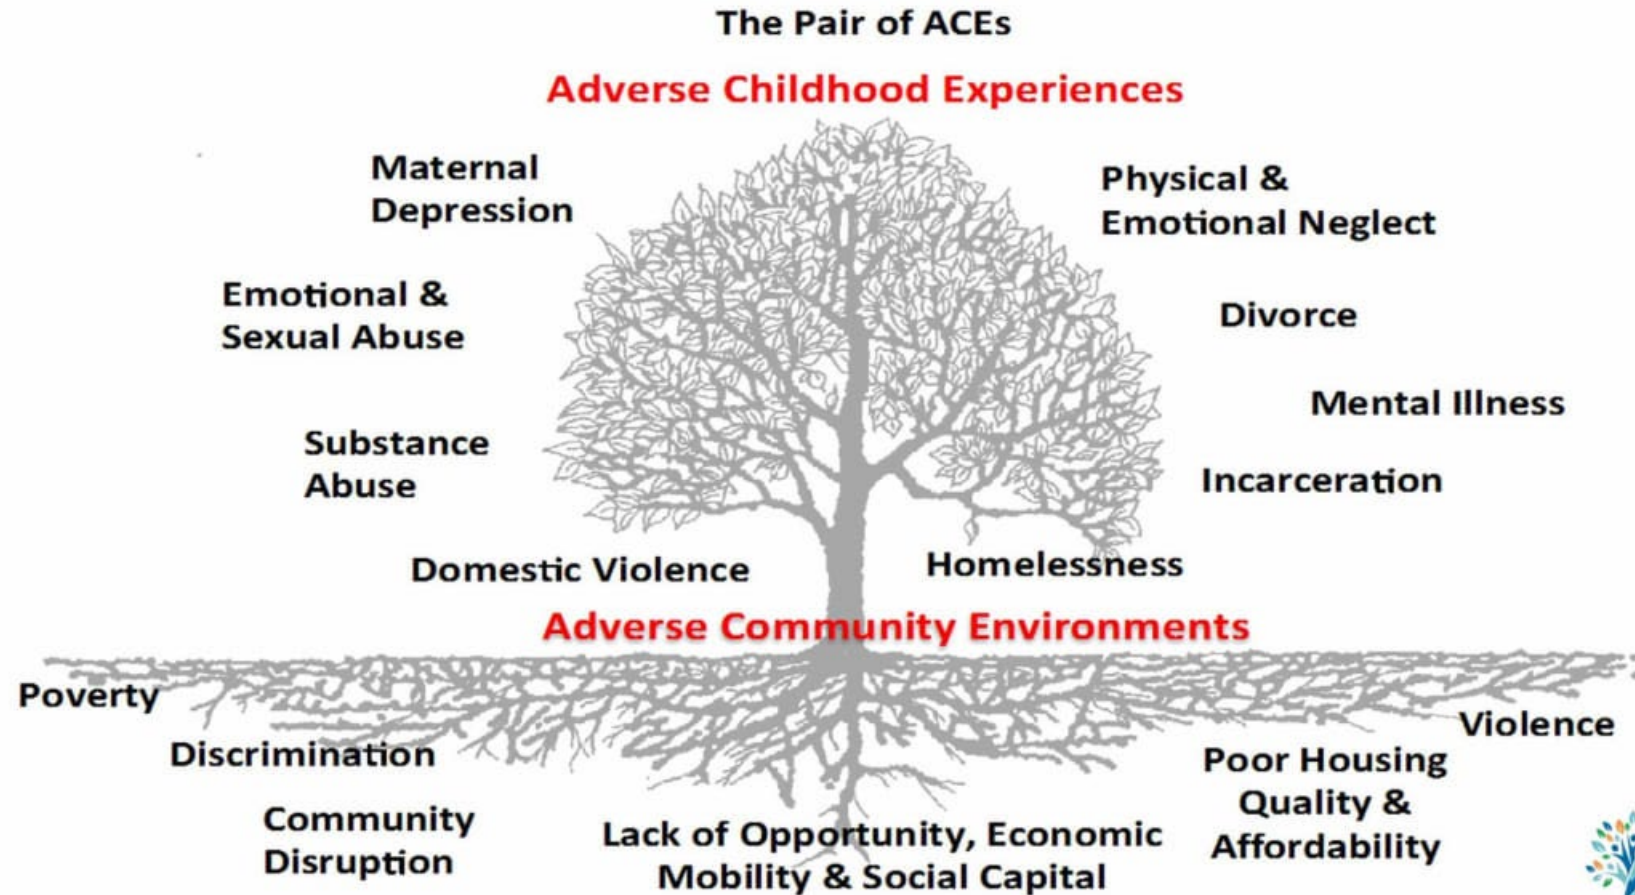 The Pair of ACEs
Adverse Childhood Experiences
Maternal
Depression
Physical &
Emotional Neglect
Emotional &
Sexual Abuse
Divorce
Mental Illness
Substance
Abuse
Incarceration
Domestic Violence
Homelessness
Adverse Community Environments
Poverty
Violence
Discrimination
Poor Housing
Quality &
Affordability
Community
Disruption
Lack of Opportunity, Economic
Mobility & Social Capital